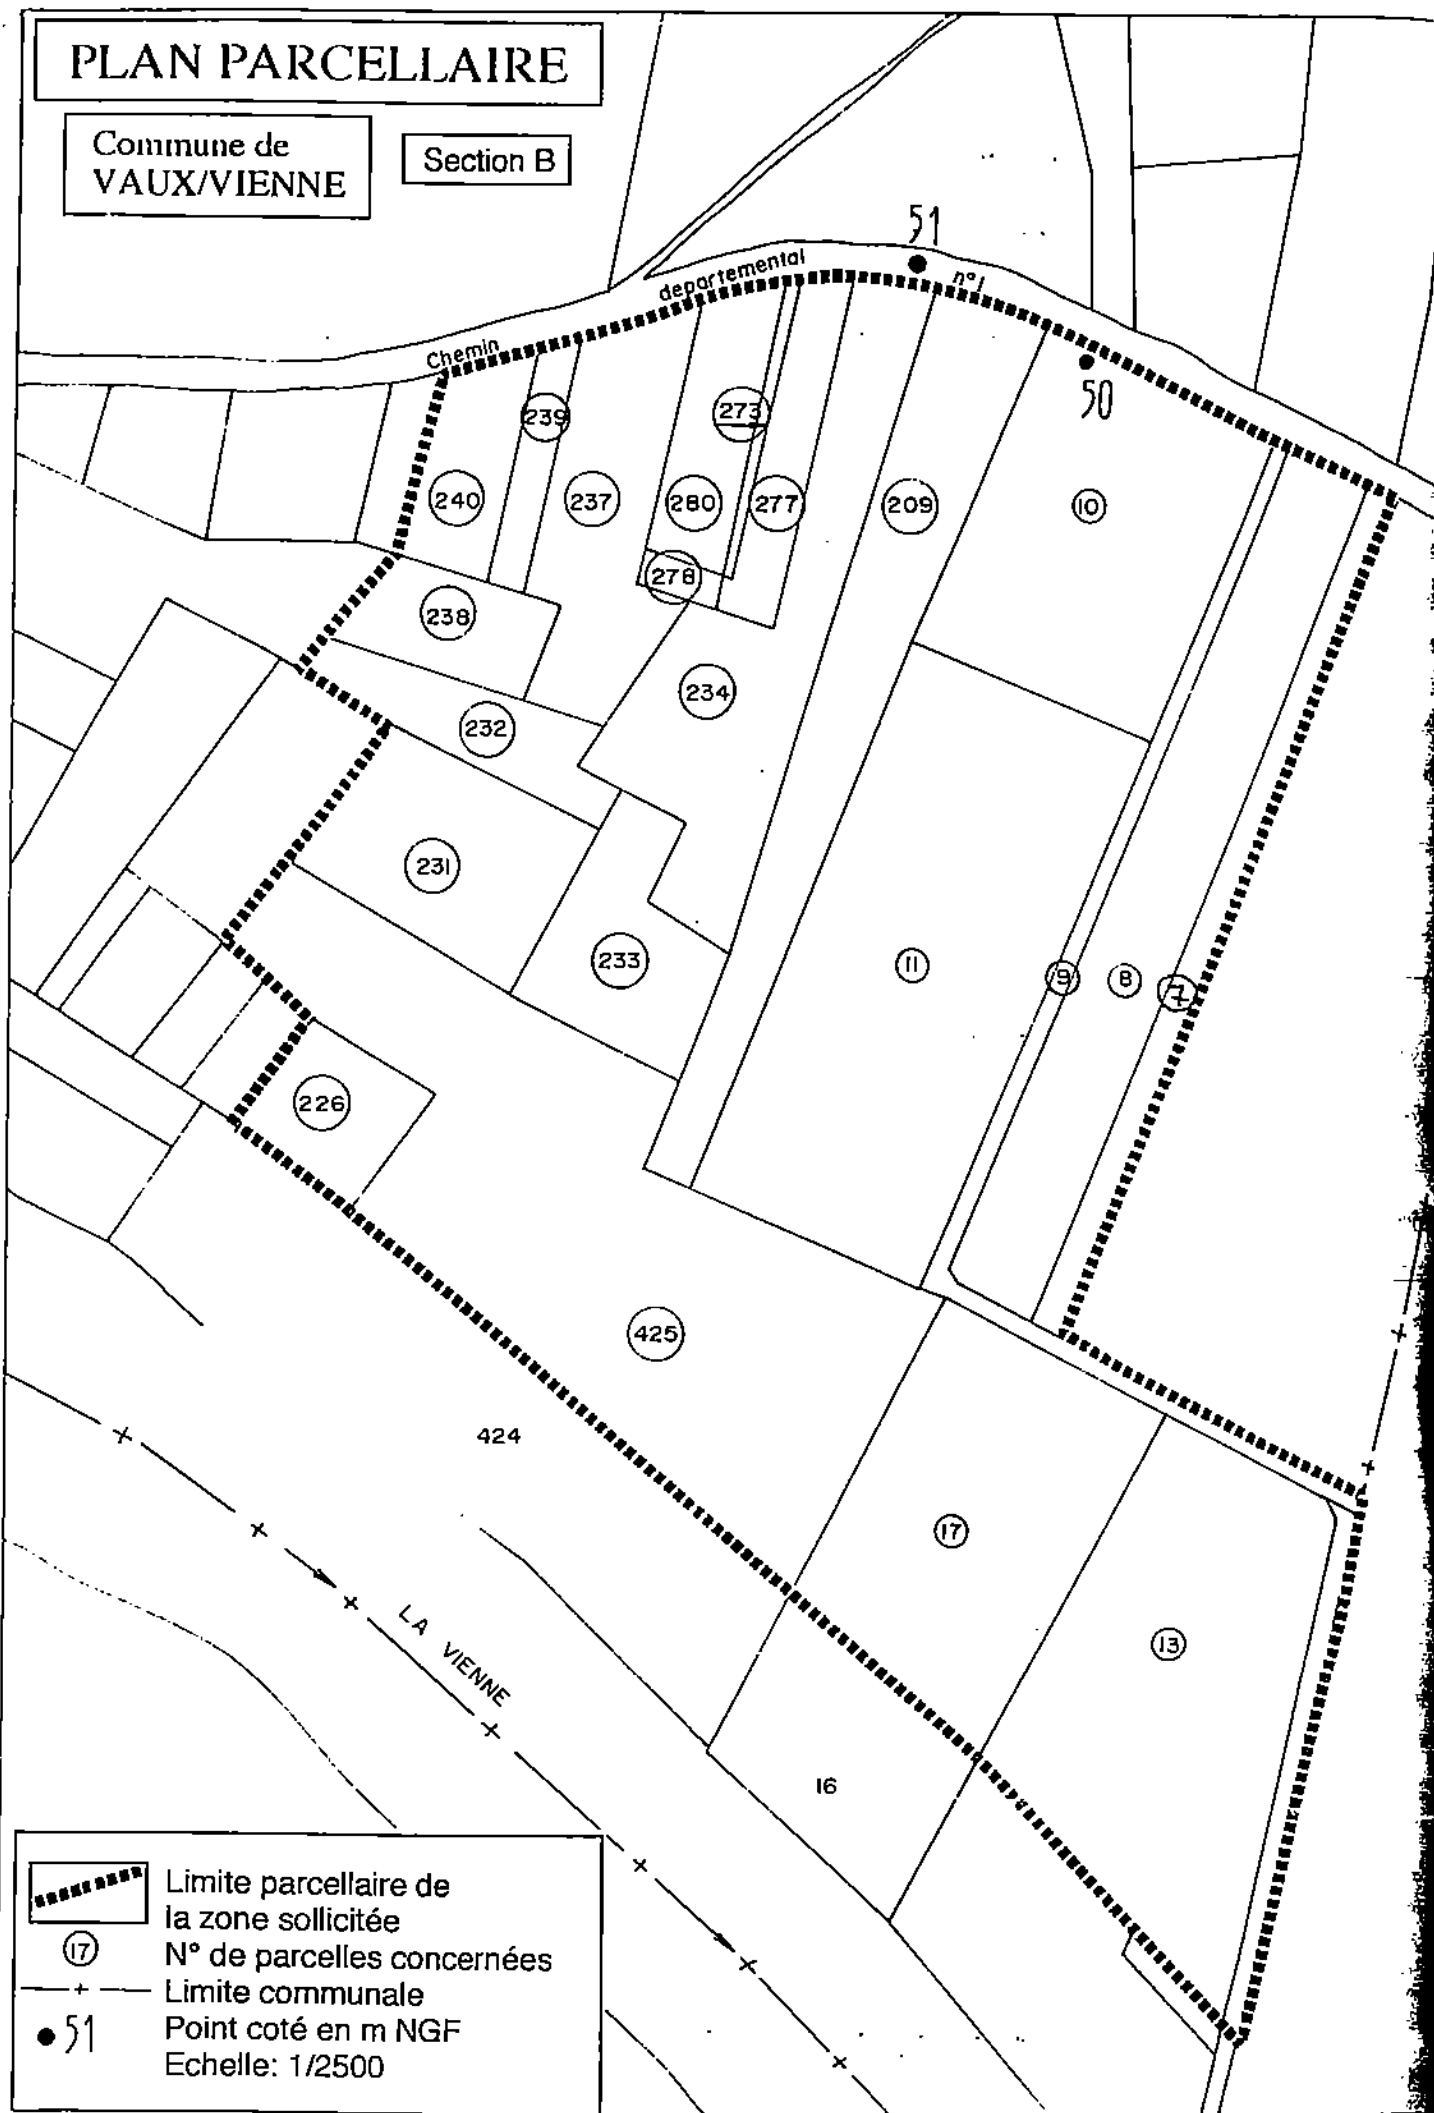 PLAN PARCELLAIRE
Commune de
VAUX/VIENNE
Section B
51
Chemin departemental n° 1
50
239
273
240
237
280
277
209
10
278
238
234
232
231
233
11
9
8
7
226
425
424
17
13
LA VIENNE
16
Limite parcellaire de
la zone sollicitée
17
N° de parcelles concernées
Limite communale
51
Point coté en m NGF
Echelle: 1/2500